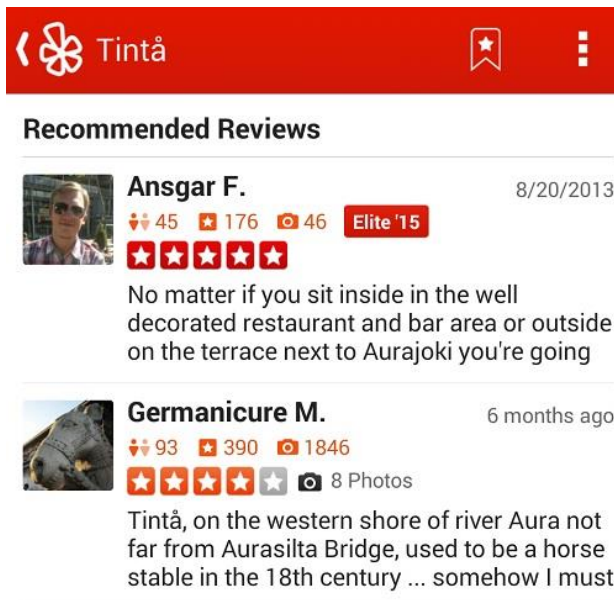 Tintå
Recommended Reviews
Ansgar F.
8/20/2013
45 176 46 Elite '15
No matter if you sit inside in the well
decorated restaurant and bar area or outside
on the terrace next to Aurajoki you're going
Germanicure M.
6 months ago
93 390 1846
8 Photos
Tintå, on the western shore of river Aura not
far from Aurasilta Bridge, used to be a horse
stable in the 18th century ... somehow I must